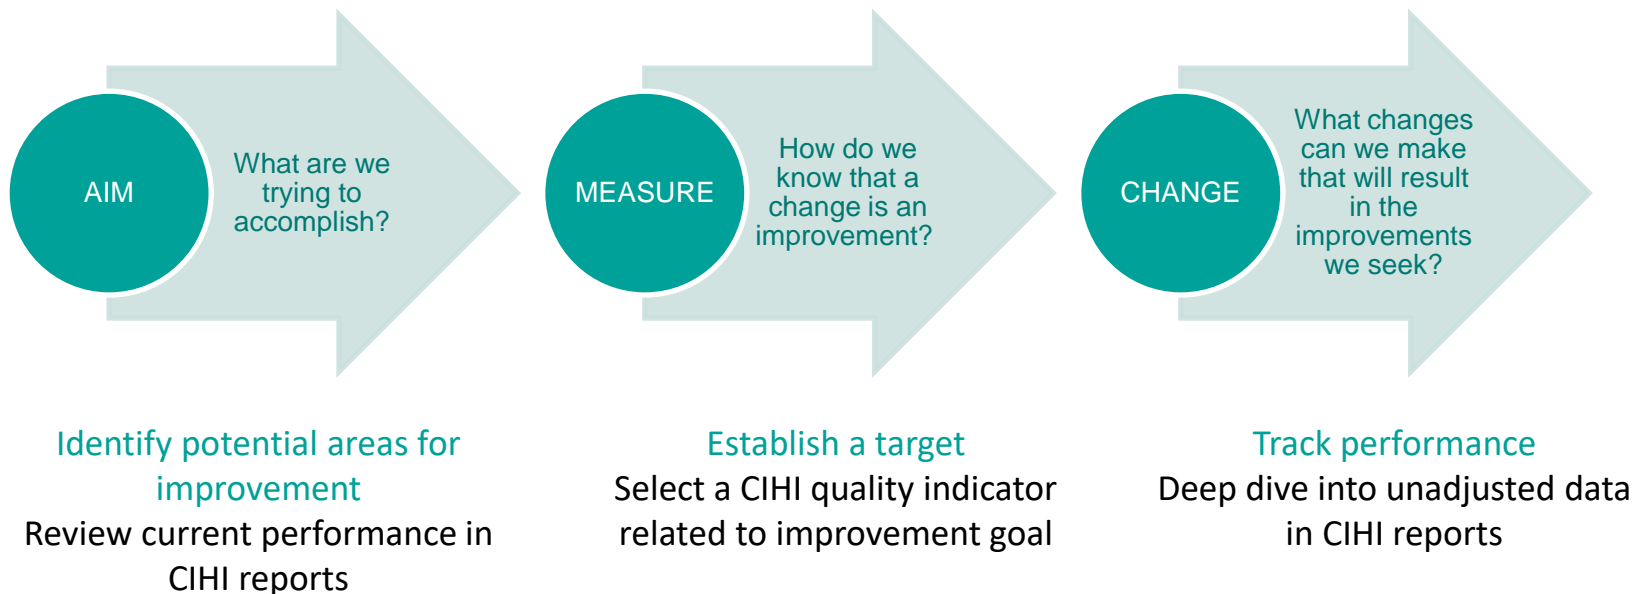 AIM
What are we
trying to
accomplish?
MEASURE
How do we
know that a
change is an
improvement?
CHANGE
What changes
can we make
that will result
in the
improvements
we seek?
Identify potential areas for
improvement
Review current performance in
CIHI reports
Establish a target
Select a CIHI quality indicator
related to improvement goal
Track performance
Deep dive into unadjusted data
in CIHI reports